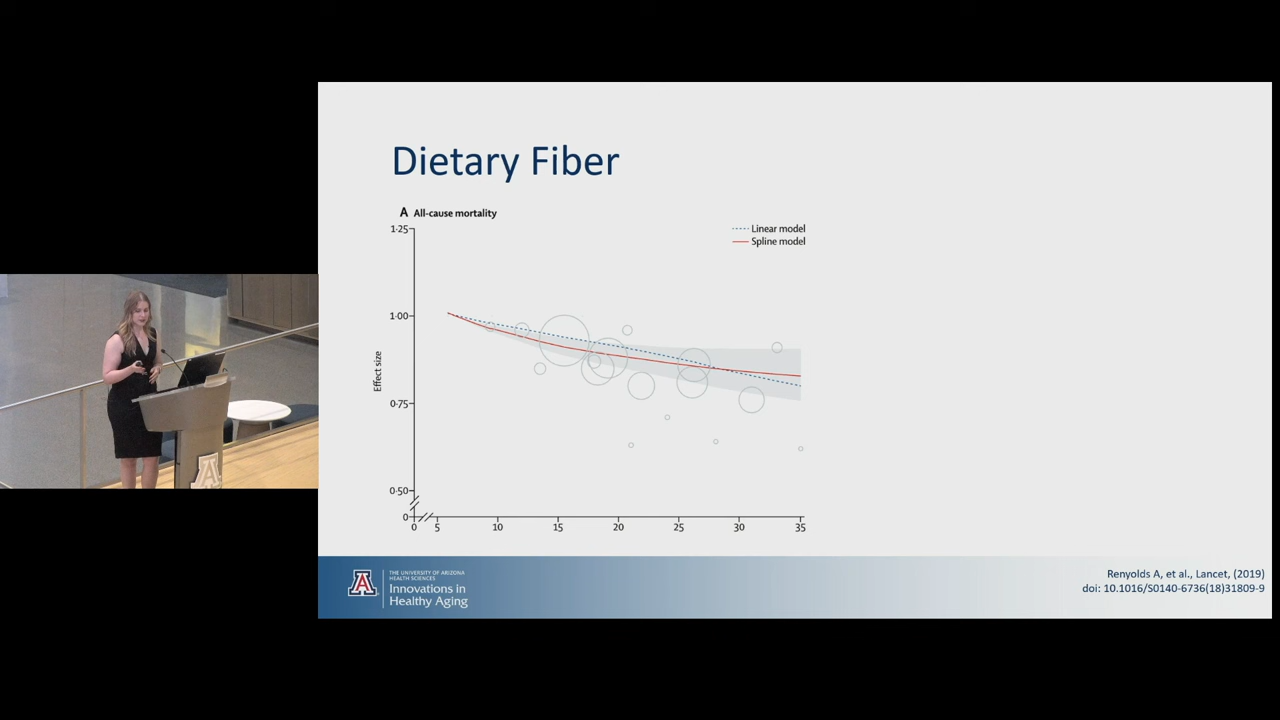 Dietary Fiber
A All-cause mortality
1·25
Linear model
Spline model
1·00
Effect size
0·75
0·50
0
0 5 10 15 20 25 30 35
A
THE UNIVERSITY OF ARIZONA
HEALTH SCIENCES
Innovations in
Healthy Aging
Renyolds A, et al., Lancet, (2019)
doi: 10.1016/S0140-6736(18)31809-9
A